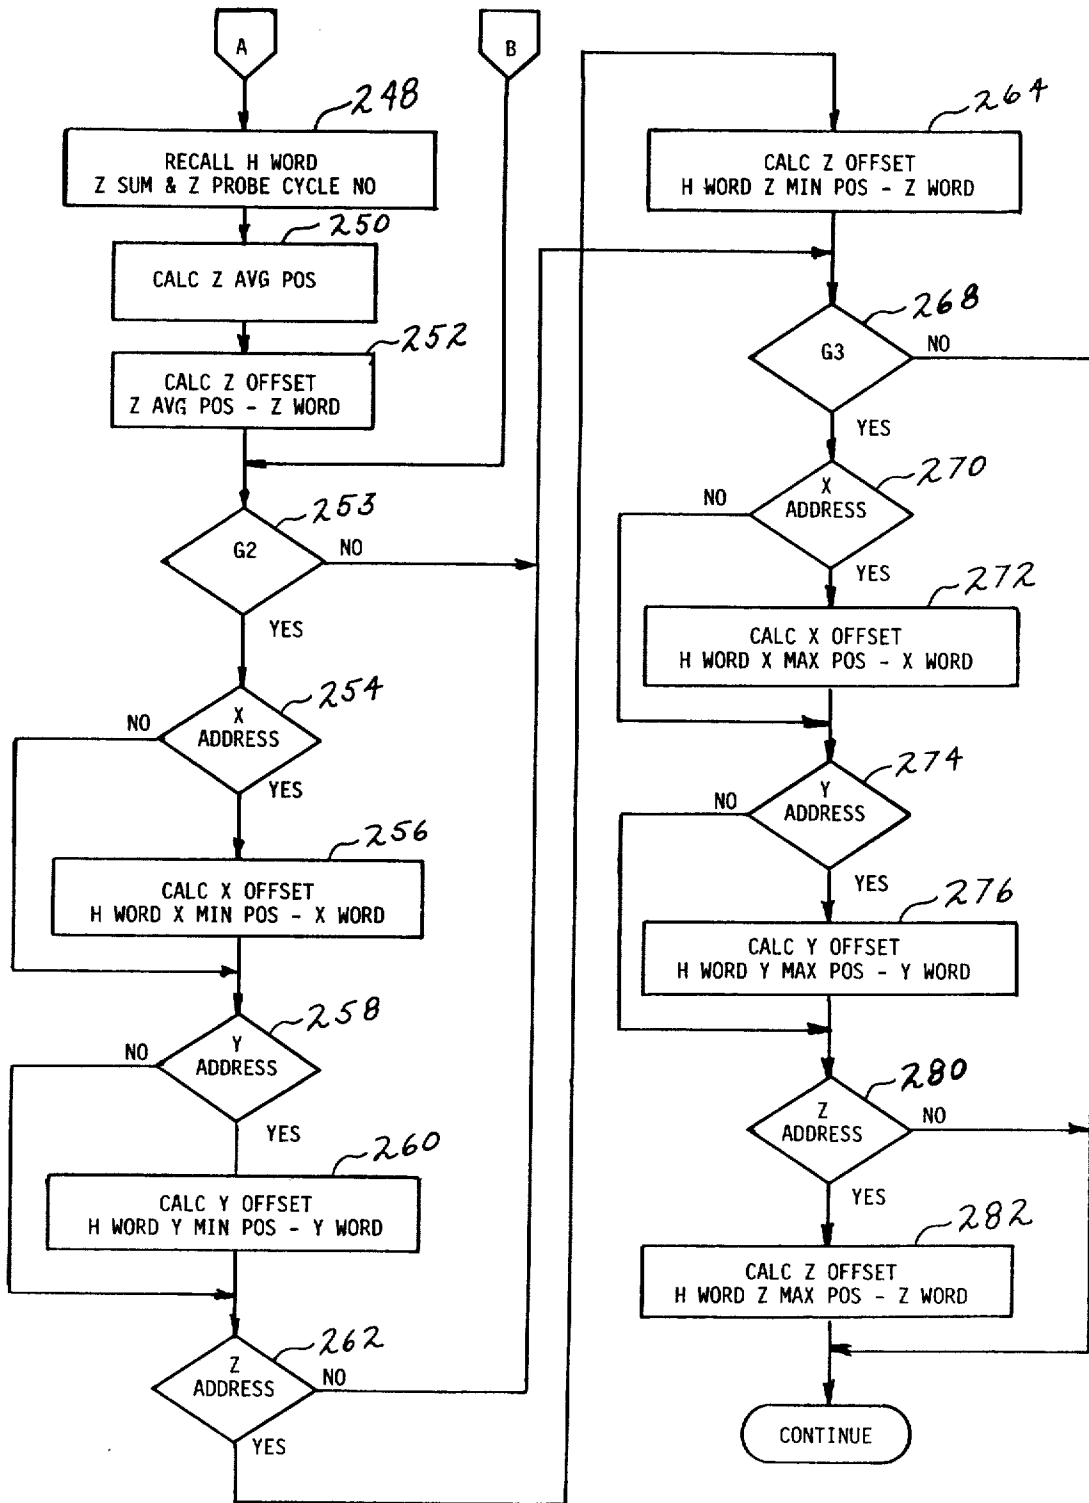 A
B
248
RECALL H WORD
Z SUM & Z PROBE CYCLE NO
250
CALC Z AVG POS
252
CALC Z OFFSET
Z AVG POS - Z WORD
253
G2
NO
YES
254
X
ADDRESS
NO
YES
256
CALC X OFFSET
H WORD X MIN POS - X WORD
258
Y
ADDRESS
NO
YES
260
CALC Y OFFSET
H WORD Y MIN POS - Y WORD
262
Z
ADDRESS
NO
YES
264
CALC Z OFFSET
H WORD Z MIN POS - Z WORD
268
G3
NO
YES
270
X
ADDRESS
NO
YES
272
CALC X OFFSET
H WORD X MAX POS - X WORD
274
Y
ADDRESS
NO
YES
276
CALC Y OFFSET
H WORD Y MAX POS - Y WORD
280
Z
ADDRESS
NO
YES
282
CALC Z OFFSET
H WORD Z MAX POS - Z WORD
CONTINUE